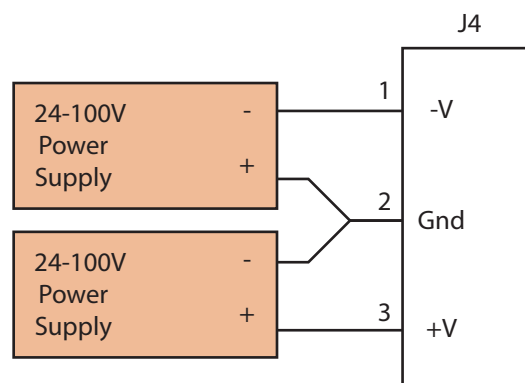 J4
24-100V
Power
Supply
-
+
1
-V
2
Gnd
24-100V
Power
Supply
-
+
3
+V